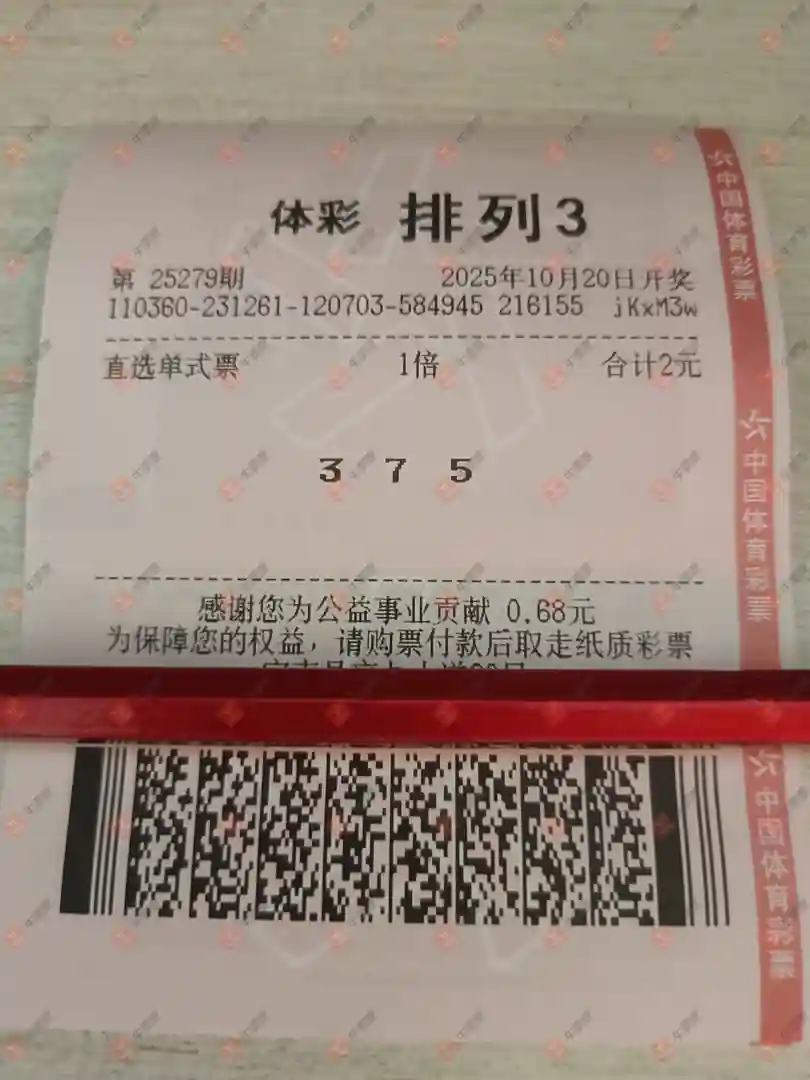 体彩 排列3
第 25279期 2025年10月20日开奖
110360-231261-120703-584945 216155 jKxM3w
直选单式票 1倍 合计2元
3 7 5
感谢您为公益事业贡献 0.68元
为保障您的权益，请购票付款后取走纸质彩票
中国体育彩票
中国体育彩票
中国体育彩票